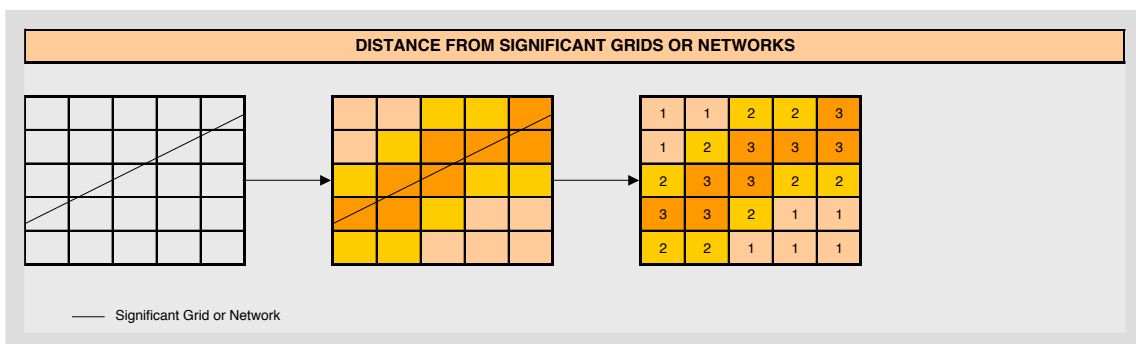 DISTANCE FROM SIGNIFICANT GRIDS OR NETWORKS
1 1 2 2 3
1 2 3 3 3
2 3 3 2 2
3 3 2 1 1
2 2 1 1 1
Significant Grid or Network